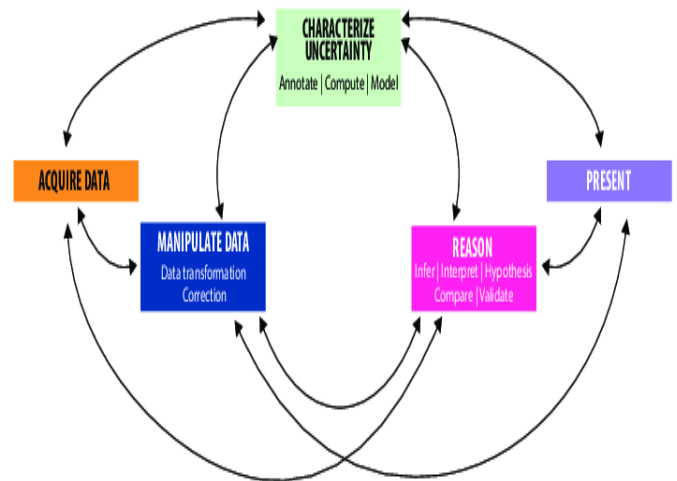 CHARACTERIZE
UNCERTAINTY
Annotate | Compute | Model
ACQUIRE DATA
PRESENT
MANIPULATE DATA
Data transformation
Correction
REASON
Infer | Interpret | Hypothesis
Compare | Validate